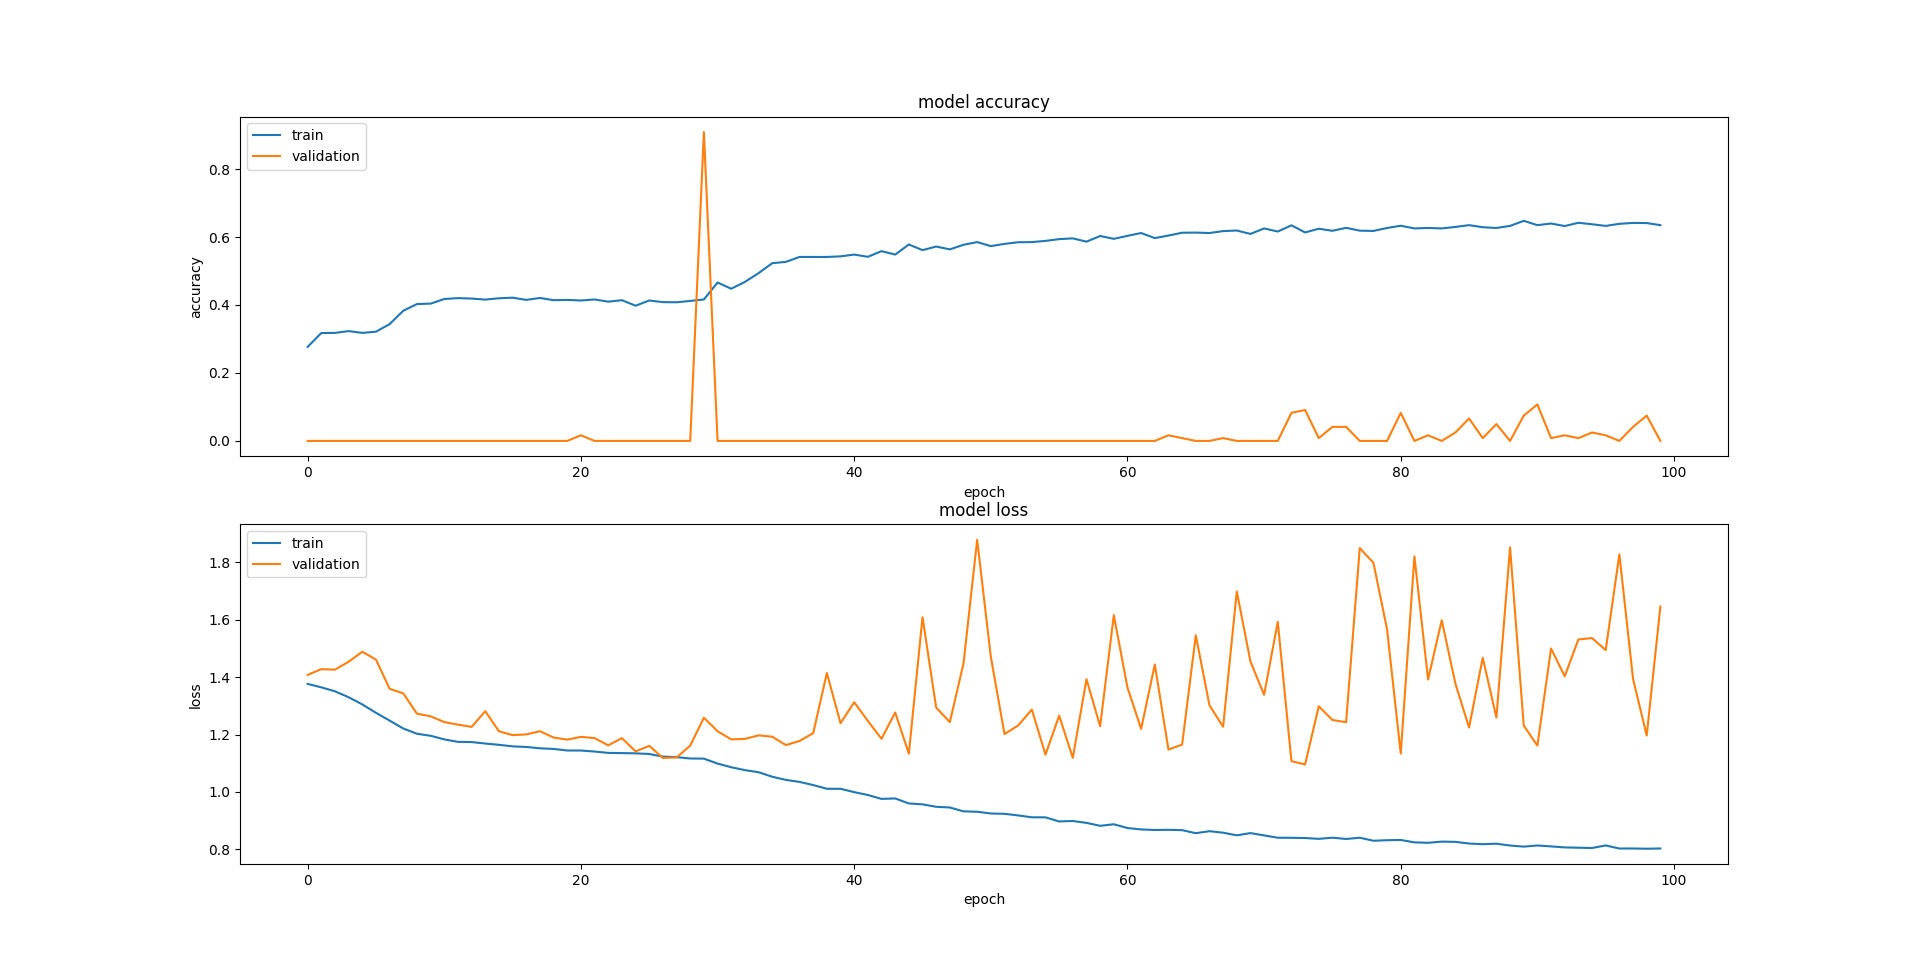 model accuracy
train
validation
accuracy
0.8
0.6
0.4
0.2
0.0
0 20 40 60 80 100
epoch
model loss
train
validation
loss
1.8
1.6
1.4
1.2
1.0
0.8
0 20 40 60 80 100
epoch